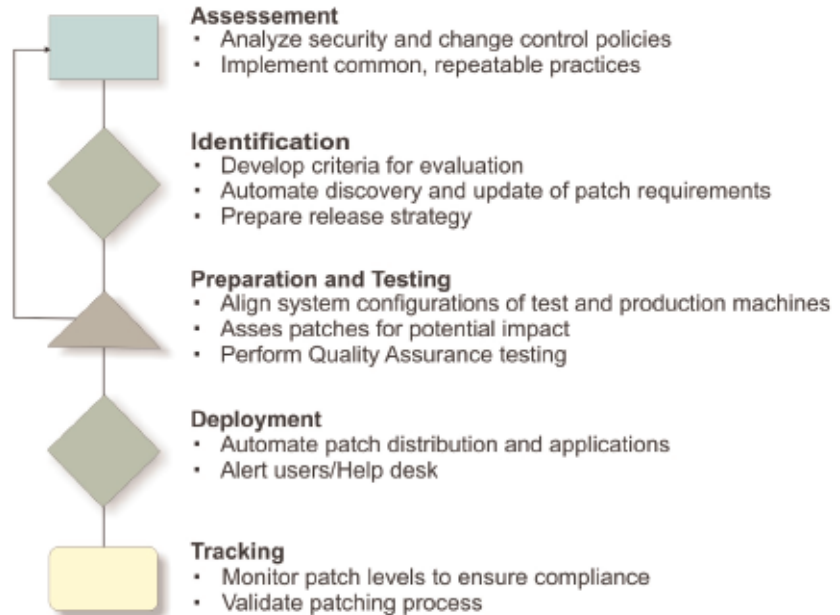 Assessement
· Analyze security and change control policies
· Implement common, repeatable practices
Identification
· Develop criteria for evaluation
· Automate discovery and update of patch requirements
· Prepare release strategy
Preparation and Testing
· Align system configurations of test and production machines
· Asses patches for potential impact
· Perform Quality Assurance testing
Deployment
· Automate patch distribution and applications
· Alert users/Help desk
Tracking
· Monitor patch levels to ensure compliance
· Validate patching process